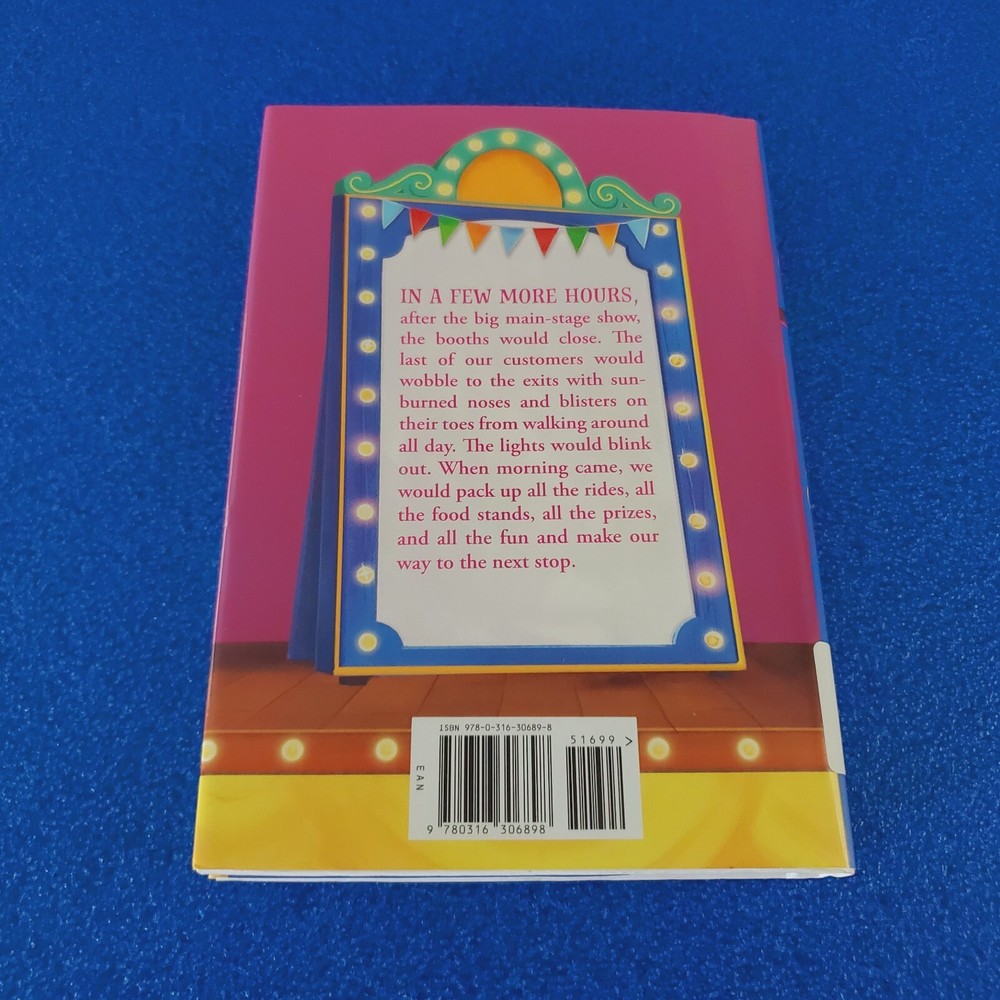 IN A FEW MORE HOURS,
after the big main-stage show,
the booths would close. The
last of our customers would
wobble to the exits with sun-
burned noses and blisters on
their toes from walking around
all day. The lights would blink
out. When morning came, we
would pack up all the rides, all
the food stands, all the prizes,
and all the fun and make our
way to the next stop.
ISBN 978-0-316-30689-8
51699 >
EAN
9 780316 306898